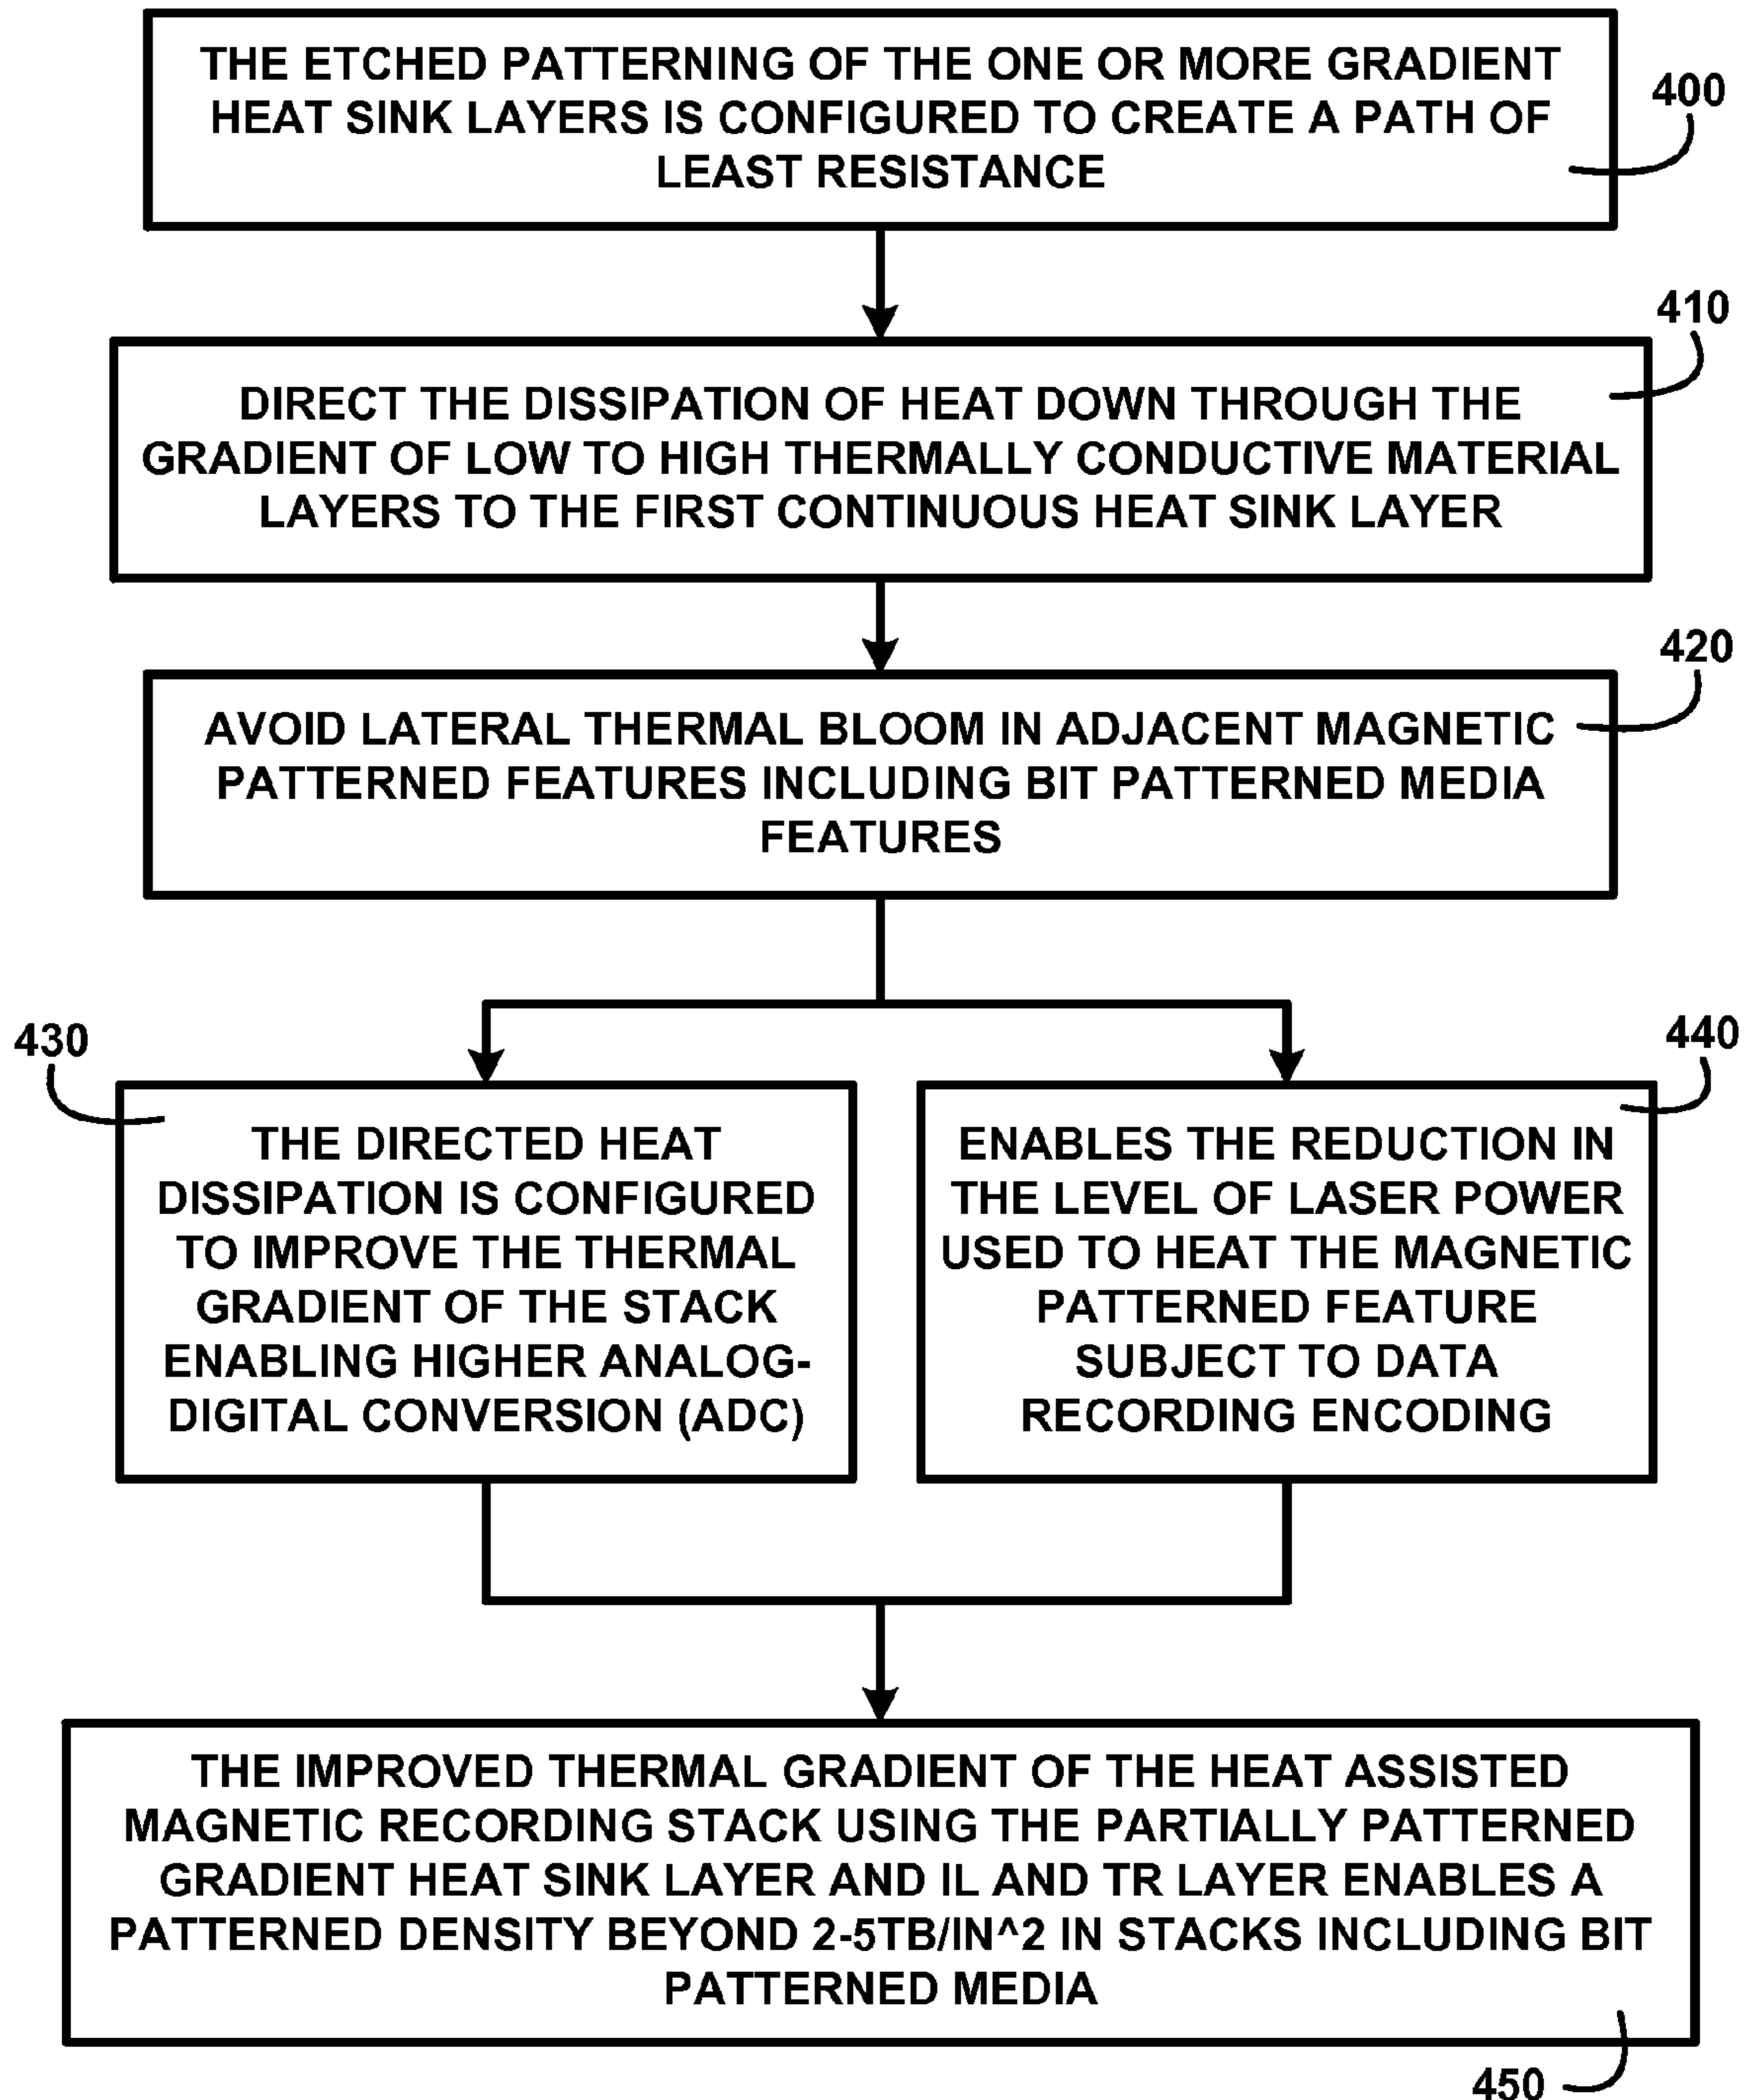 THE ETCHED PATTERNING OF THE ONE OR MORE GRADIENT
HEAT SINK LAYERS IS CONFIGURED TO CREATE A PATH OF
LEAST RESISTANCE
400
410
DIRECT THE DISSIPATION OF HEAT DOWN THROUGH THE
GRADIENT OF LOW TO HIGH THERMALLY CONDUCTIVE MATERIAL
LAYERS TO THE FIRST CONTINUOUS HEAT SINK LAYER
420
AVOID LATERAL THERMAL BLOOM IN ADJACENT MAGNETIC
PATTERNED FEATURES INCLUDING BIT PATTERNED MEDIA
FEATURES
430
THE DIRECTED HEAT
DISSIPATION IS CONFIGURED
TO IMPROVE THE THERMAL
GRADIENT OF THE STACK
ENABLING HIGHER ANALOG-
DIGITAL CONVERSION (ADC)
440
ENABLES THE REDUCTION IN
THE LEVEL OF LASER POWER
USED TO HEAT THE MAGNETIC
PATTERNED FEATURE
SUBJECT TO DATA
RECORDING ENCODING
THE IMPROVED THERMAL GRADIENT OF THE HEAT ASSISTED
MAGNETIC RECORDING STACK USING THE PARTIALLY PATTERNED
GRADIENT HEAT SINK LAYER AND IL AND TR LAYER ENABLES A
PATTERNED DENSITY BEYOND 2-5TB/IN^2 IN STACKS INCLUDING BIT
PATTERNED MEDIA
450